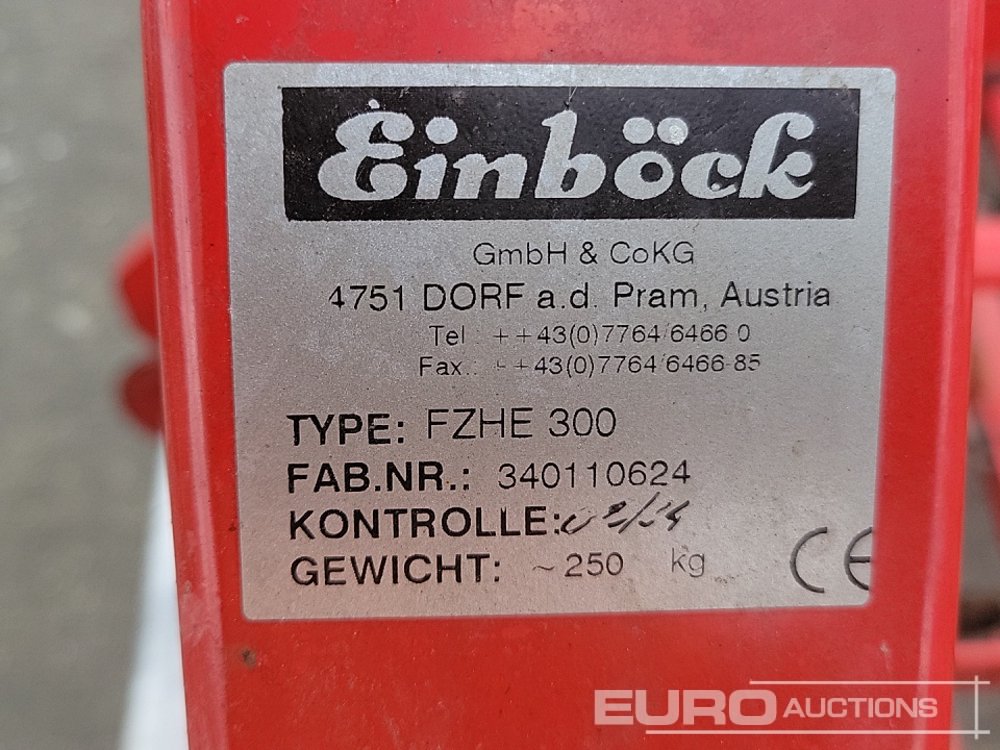 Einböck
GmbH & CoKG
4751 DORF a.d. Pram, Austria
Tel : ++43(0)7764/6466 0
Fax.: ++43(0)7764/6466-85
TYPE: FZHE 300
FAB.NR.: 340110624
KONTROLLE:
GEWICHT: ~250 kg
CE
EURO AUCTIONS